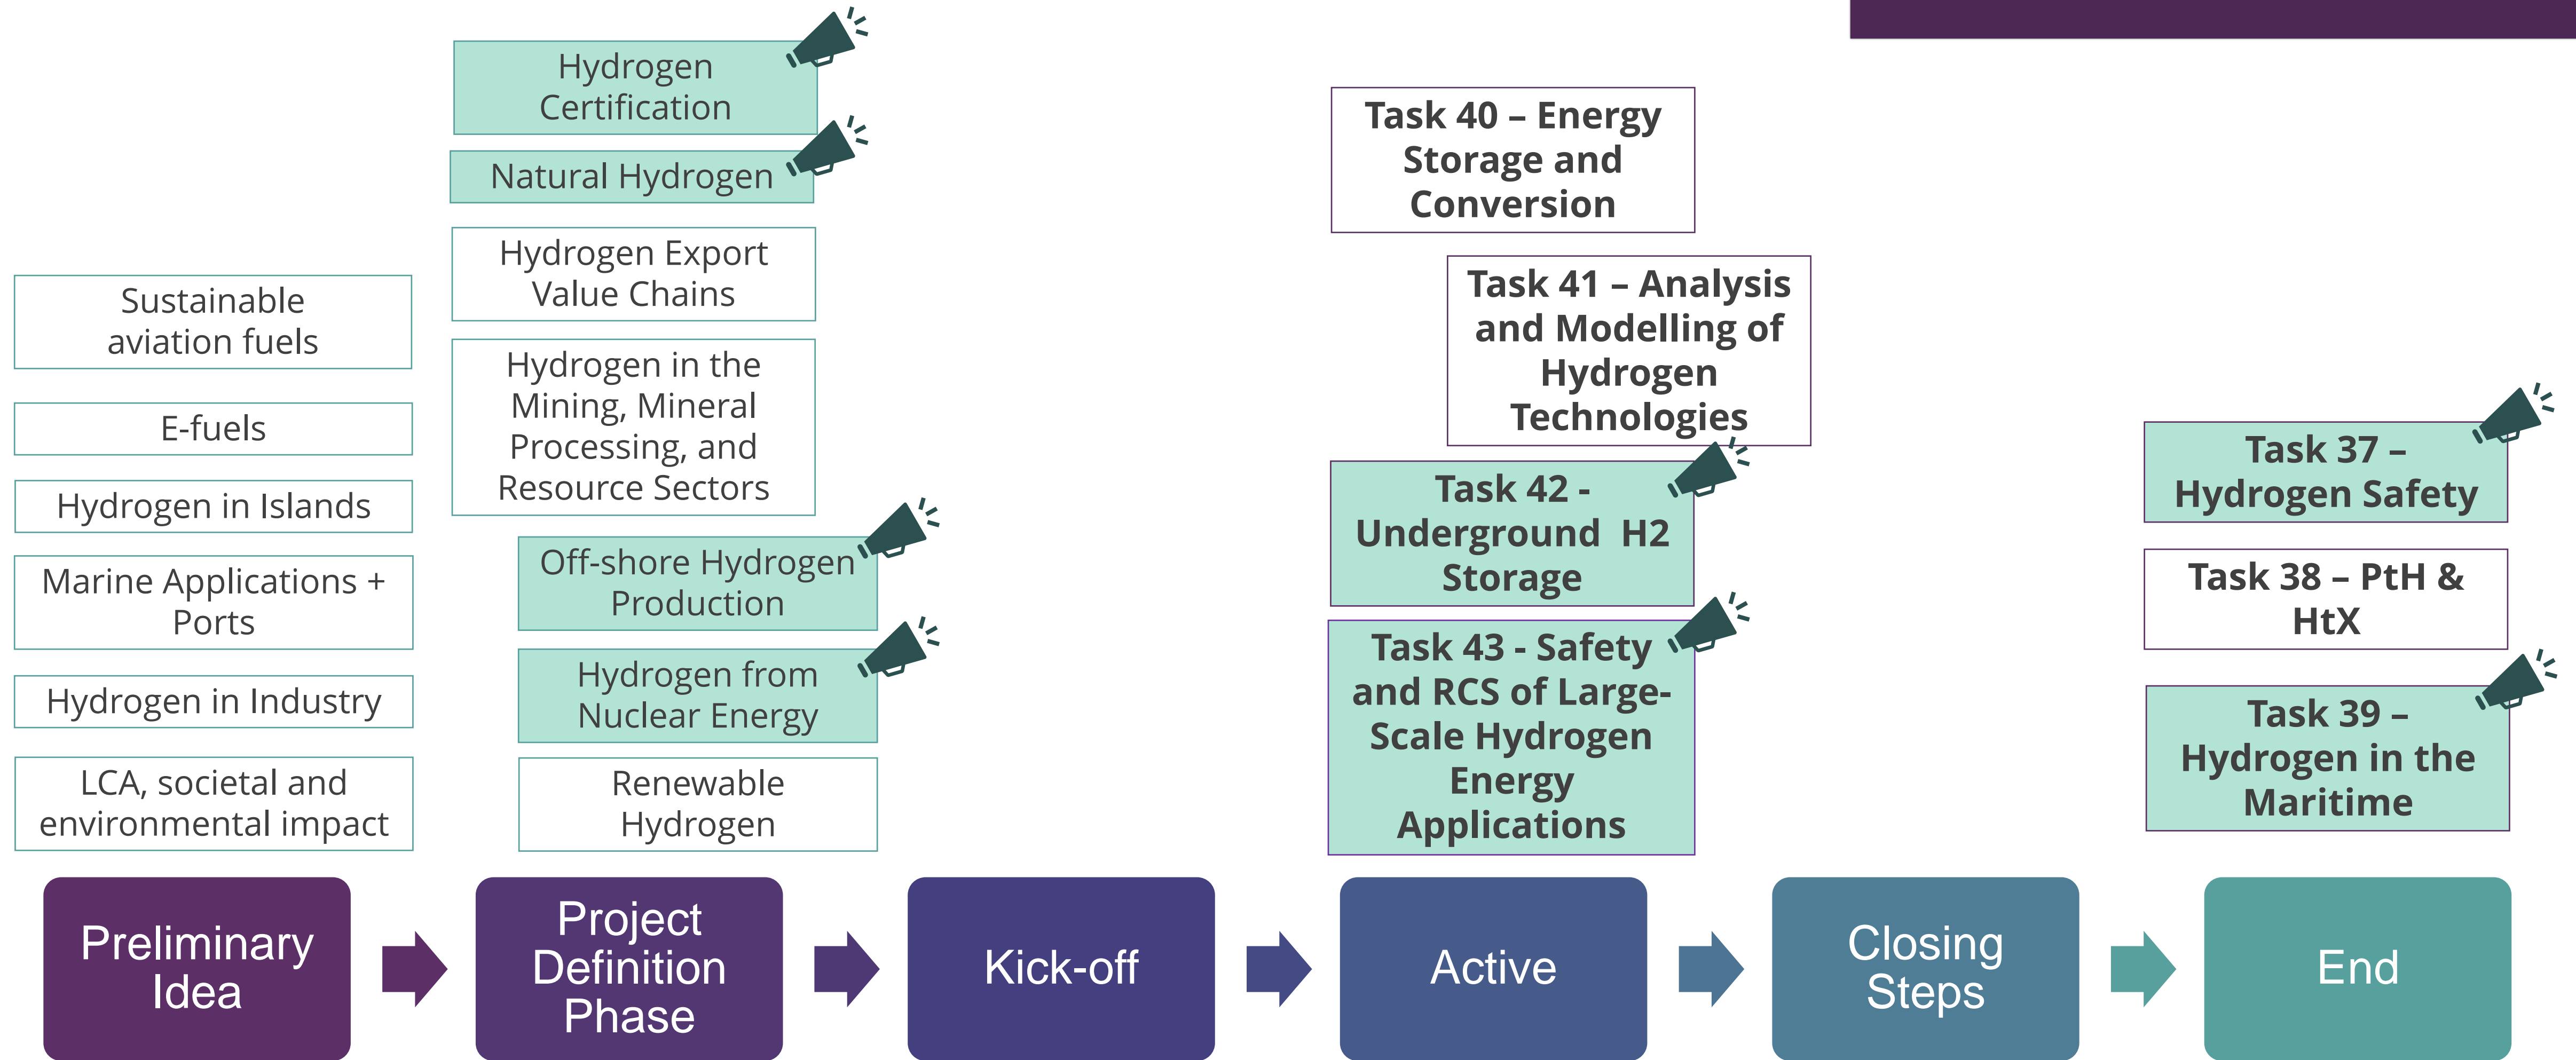 Hydrogen
Certification
Natural Hydrogen
Hydrogen Export
Value Chains
Hydrogen in the
Mining, Mineral
Processing, and
Resource Sectors
Off-shore Hydrogen
Production
Hydrogen from
Nuclear Energy
Renewable
Hydrogen
Sustainable
aviation fuels
E-fuels
Hydrogen in Islands
Marine Applications +
Ports
Hydrogen in Industry
LCA, societal and
environmental impact
Task 40 – Energy
Storage and
Conversion
Task 41 – Analysis
and Modelling of
Hydrogen
Technologies
Task 42 -
Underground  H2
Storage
Task 43 - Safety
and RCS of Large-
Scale Hydrogen
Energy
Applications
Task 37 –
Hydrogen Safety
Task 38 – PtH &
HtX
Task 39 –
Hydrogen in the
Maritime
Preliminary
Idea
Project
Definition
Phase
Kick-off
Active
Closing
Steps
End